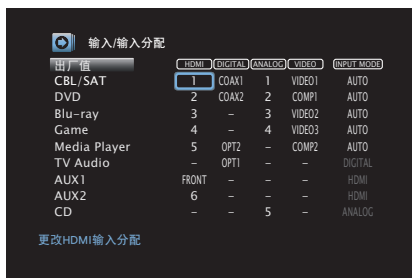 输入/输入分配
出厂值 HDMI DIGITAL ANALOG VIDEO INPUT MODE
CBL/SAT 1 COAX1 1 VIDEO1 AUTO
DVD 2 COAX2 2 COMP1 AUTO
Blu-ray 3 – 3 VIDEO2 AUTO
Game 4 – 4 VIDEO3 AUTO
Media Player 5 OPT2 – COMP2 AUTO
TV Audio – OPT1 – – DIGITAL
AUX1 FRONT – – – HDMI
AUX2 6 – – – HDMI
CD – – 5 – ANALOG
更改HDMI输入分配